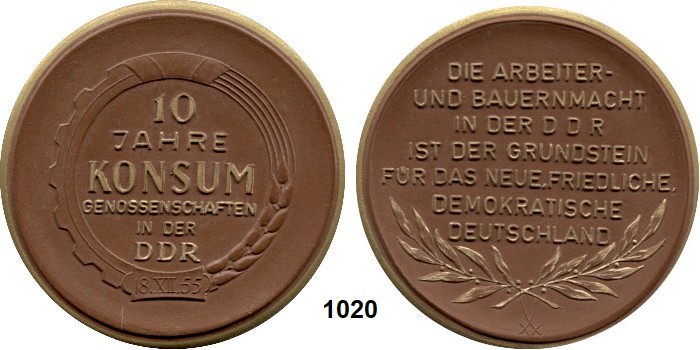 10
JAHRE
KONSUM
GENOSSENSCHAFTEN
IN DER
DDR
18.XII.55
DIE ARBEITER-
UND BAUERNMACHT
IN DER D D R
IST DER GRUNDSTEIN
FÜR DAS NEUE, FRIEDLICHE,
DEMOKRATISCHE
DEUTSCHLAND
1020